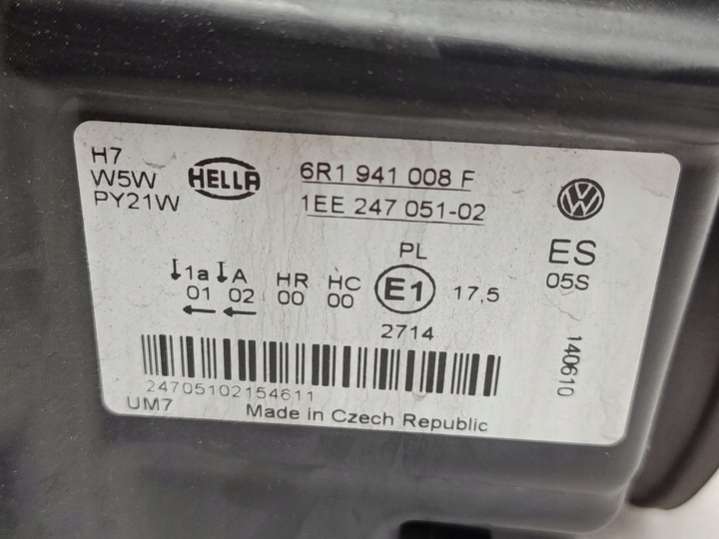 H7
W5W
PY21W
HELLA
6R1 941 008 F
1EE 247 051-02
VW
ES
05S
PL
1a A HR HC E1 17,5
01 02 00 00
2714
140610
24705102154611
UM7
Made in Czech Republic